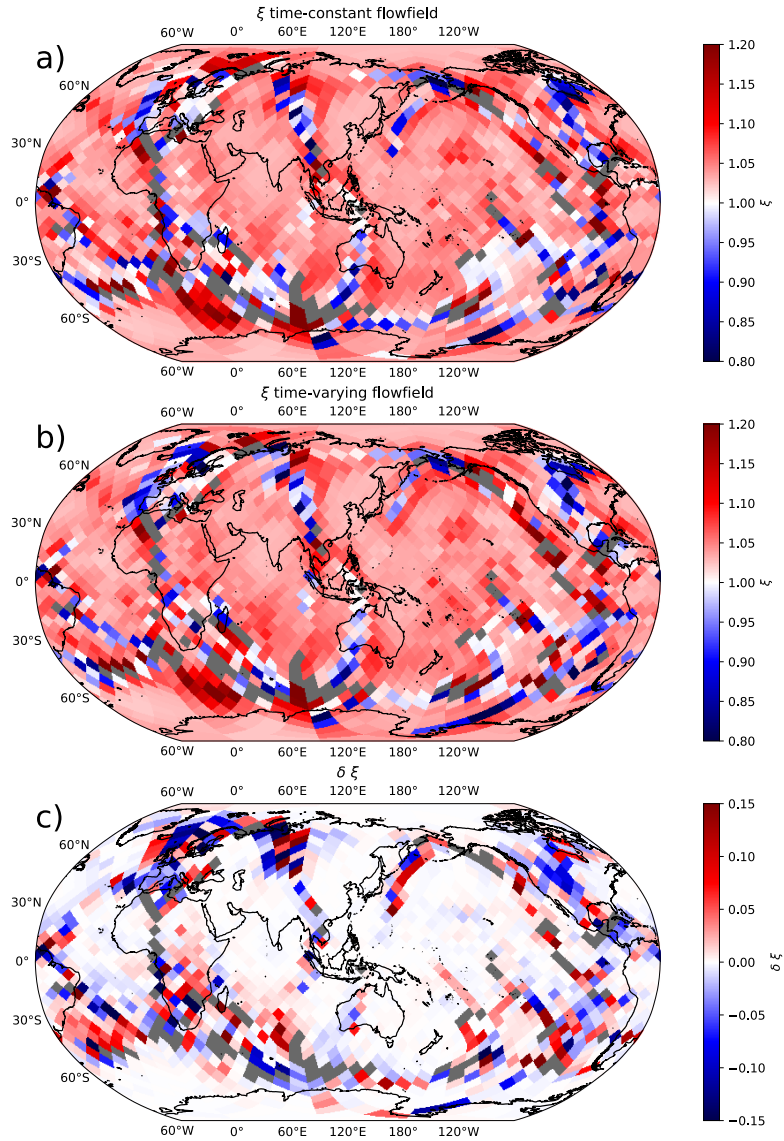 ξ time-constant flowfield
60°W 0° 60°E 120°E 180°W 120°W
a)
60°N
30°N
0°
30°S
60°S
60°W 0° 60°E 120°E 180°W 120°W
1.20
1.15
1.10
1.05
1.00
0.95
0.90
0.85
0.80
ξ
ξ time-varying flowfield
60°W 0° 60°E 120°E 180°W 120°W
b)
60°N
30°N
0°
30°S
60°S
60°W 0° 60°E 120°E 180°W 120°W
1.20
1.15
1.10
1.05
1.00
0.95
0.90
0.85
0.80
ξ
δ ξ
60°W 0° 60°E 120°E 180°W 120°W
c)
60°N
30°N
0°
30°S
60°S
60°W 0° 60°E 120°E 180°W 120°W
0.15
0.10
0.05
0.00
−0.05
−0.10
−0.15
δ ξ